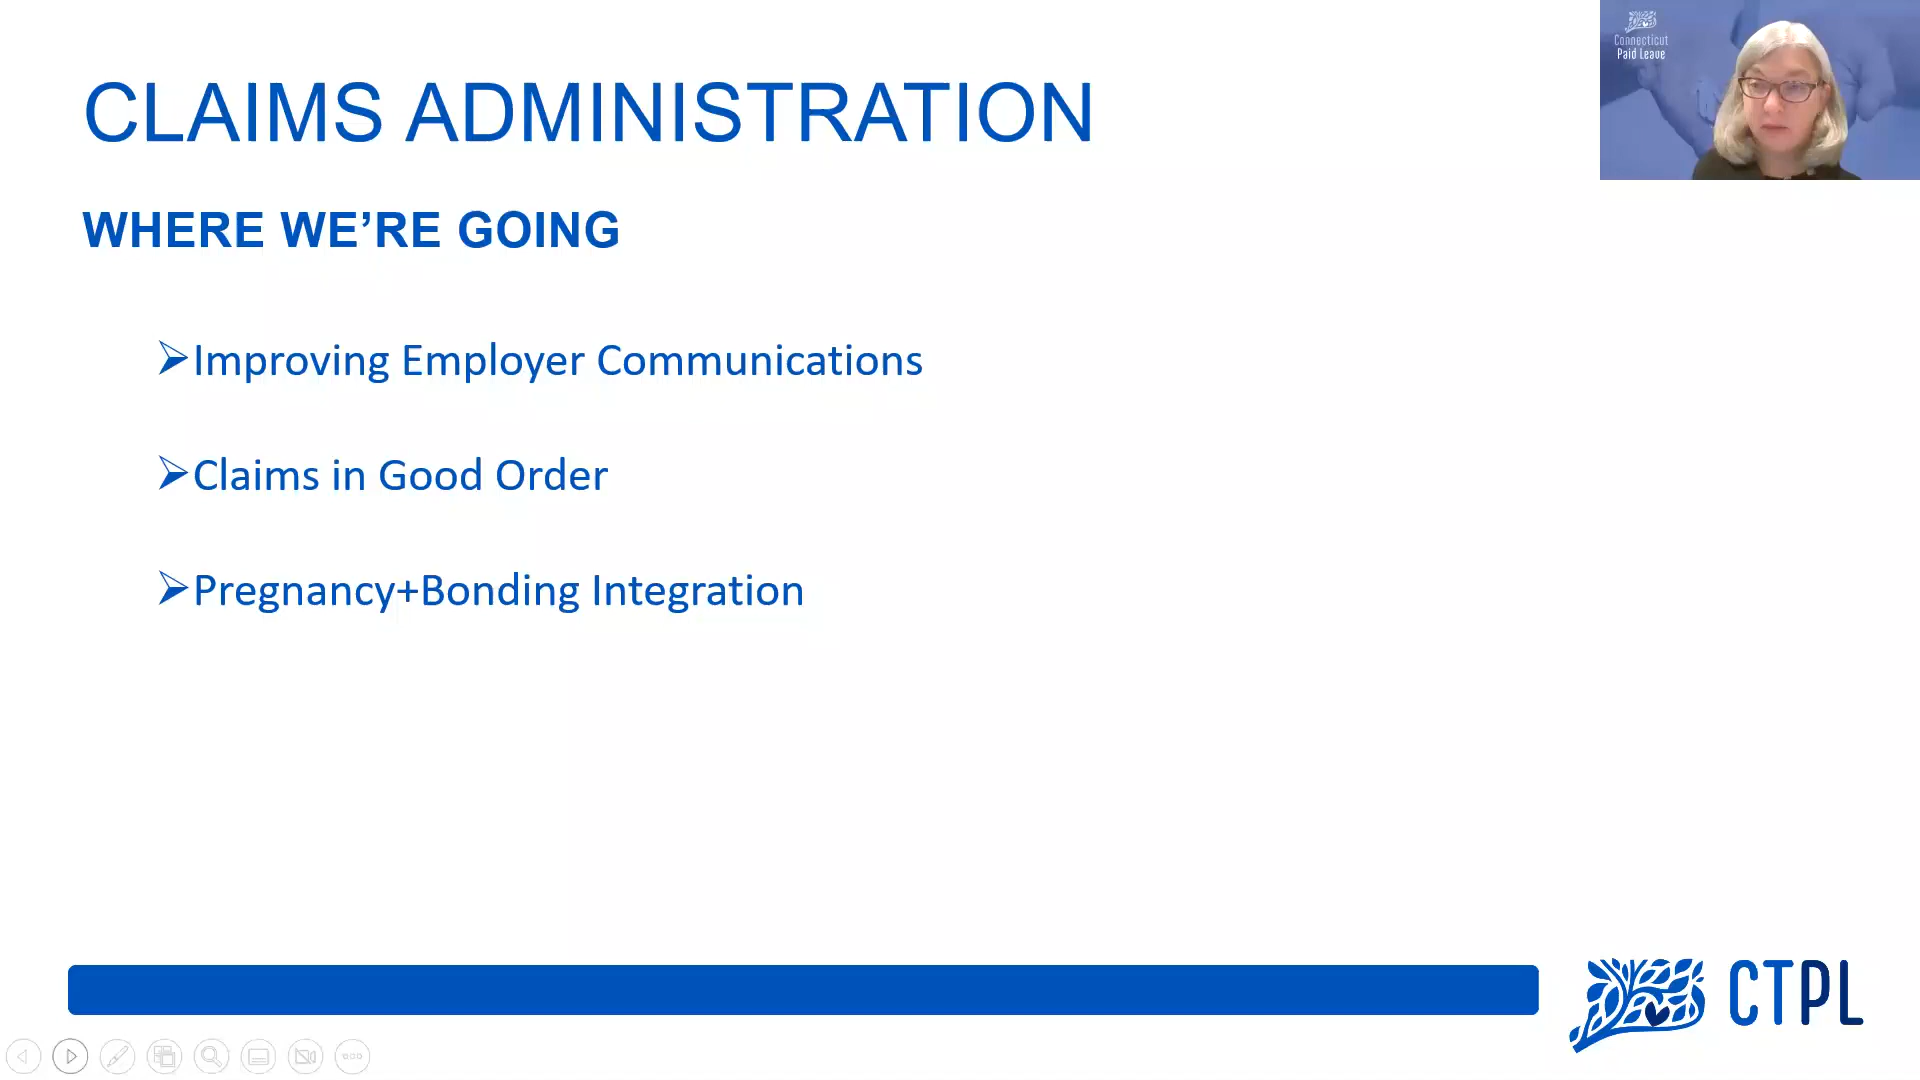 Connecticut
Paid Leave
CLAIMS ADMINISTRATION
WHERE WE’RE GOING
➢Improving Employer Communications
➢Claims in Good Order
➢Pregnancy+Bonding Integration
CTPL